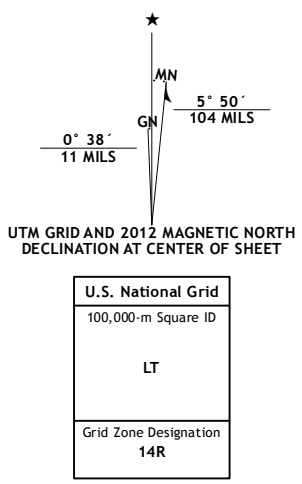 MN
GN
5° 50´
104 MILS
0° 38´
11 MILS
UTM GRID AND 2012 MAGNETIC NORTH
DECLINATION AT CENTER OF SHEET
U.S. National Grid
100,000-m Square ID
LT
Grid Zone Designation
14R